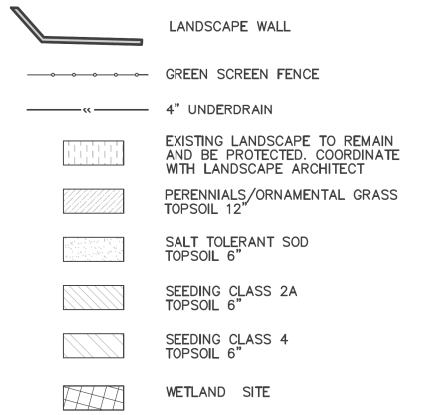 LANDSCAPE WALL
GREEN SCREEN FENCE
4" UNDERDRAIN
EXISTING LANDSCAPE TO REMAIN
AND BE PROTECTED. COORDINATE
WITH LANDSCAPE ARCHITECT
PERENNIALS/ORNAMENTAL GRASS
TOPSOIL 12"
SALT TOLERANT SOD
TOPSOIL 6"
SEEDING CLASS 2A
TOPSOIL 6"
SEEDING CLASS 4
TOPSOIL 6"
WETLAND SITE